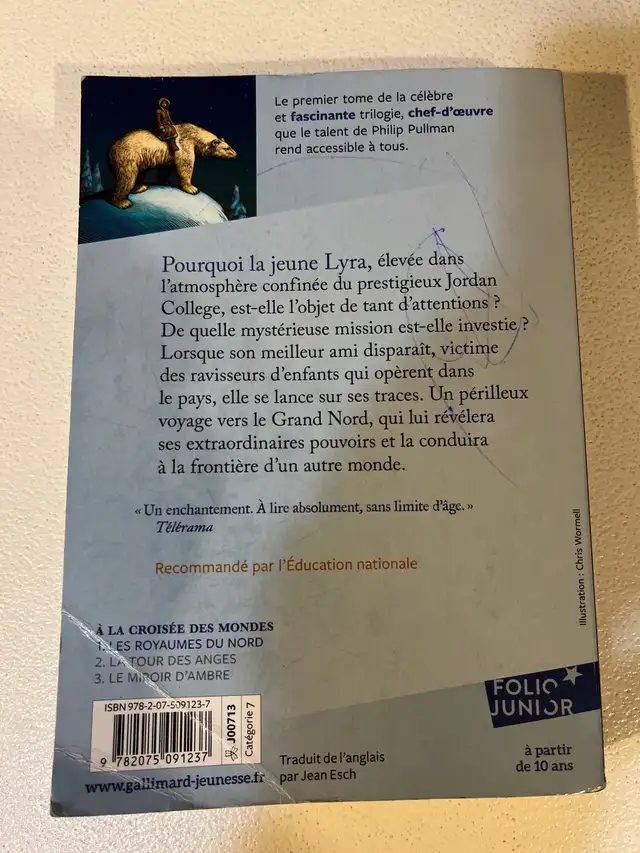 Le premier tome de la célèbre
et fascinante trilogie, chef-d'œuvre
que le talent de Philip Pullman
rend accessible à tous.
Pourquoi la jeune Lyra, élevée dans
l'atmosphère confinée du prestigieux Jordan
College, est-elle l'objet de tant d'attentions ?
De quelle mystérieuse mission est-elle investie ?
Lorsque son meilleur ami disparaît, victime
des ravisseurs d'enfants qui opèrent dans
le pays, elle se lance sur ses traces. Un périlleux
voyage vers le Grand Nord, qui lui révélera
ses extraordinaires pouvoirs et la conduira
à la frontière d'un autre monde.
« Un enchantement. À lire absolument, sans limite d'âge. »
Télérama
Recommandé par l'Éducation nationale
Illustration : Chris Wormell
À LA CROISÉE DES MONDES
1. LES ROYAUMES DU NORD
2. LA TOUR DES ANGES
3. LE MIROIR D'AMBRE
ISBN 978-2-07-509123-7
9 782075 091237
J00713
Catégorie 7
www.gallimard-jeunesse.fr
Traduit de l'anglais
par Jean Esch
FOLIO
JUNIOR
à partir
de 10 ans